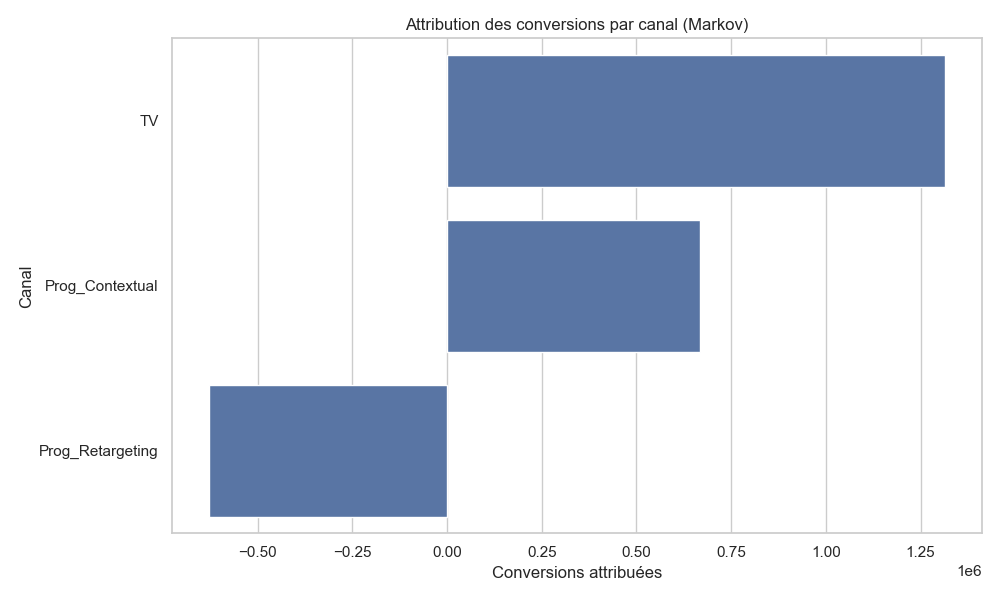 Attribution des conversions par canal (Markov)
Canal
TV
Prog_Contextual
Prog_Retargeting
−0.50 −0.25 0.00 0.25 0.50 0.75 1.00 1.25
1e6
Conversions attribuées